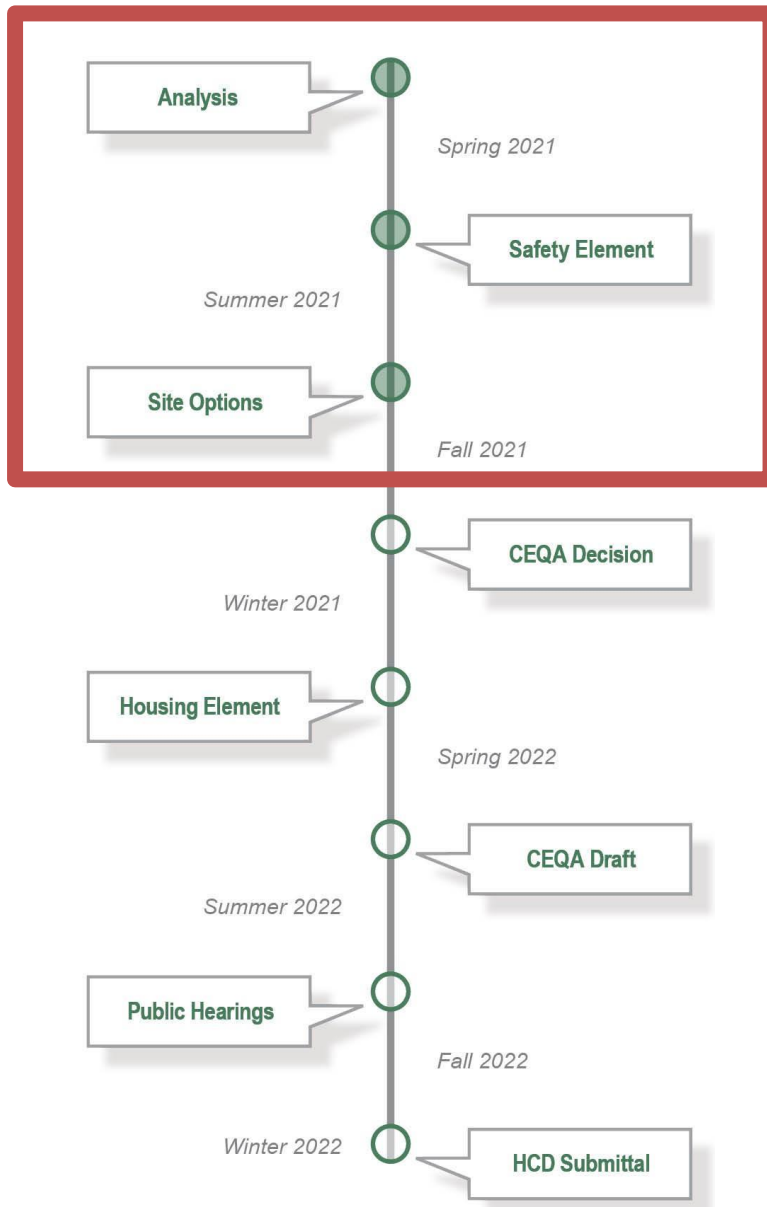 Analysis
Spring 2021
Safety Element
Summer 2021
Site Options
Fall 2021
CEQA Decision
Winter 2021
Housing Element
Spring 2022
CEQA Draft
Summer 2022
Public Hearings
Fall 2022
Winter 2022
HCD Submittal